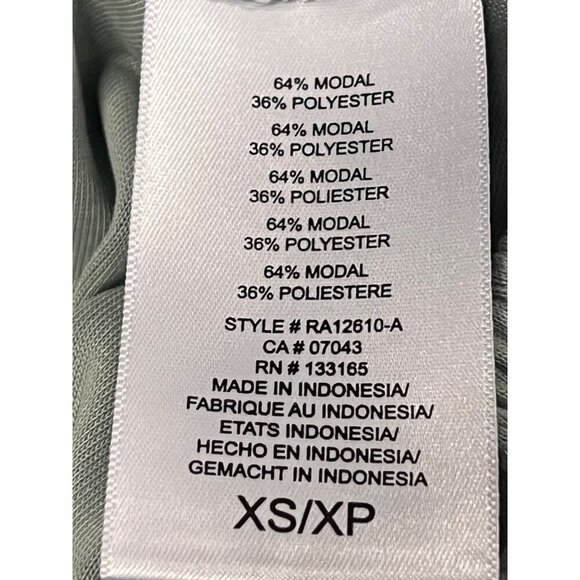 64% MODAL
36% POLYESTER
64% MODAL
36% POLYESTER
64% MODAL
36% POLIESTER
64% MODAL
36% POLYESTER
64% MODAL
36% POLIESTERE
STYLE # RA12610-A
CA # 07043
RN # 133165
MADE IN INDONESIA/
FABRIQUE AU INDONESIA/
ETATS INDONESIA/
HECHO EN INDONESIA/
GEMACHT IN INDONESIA
XS/XP